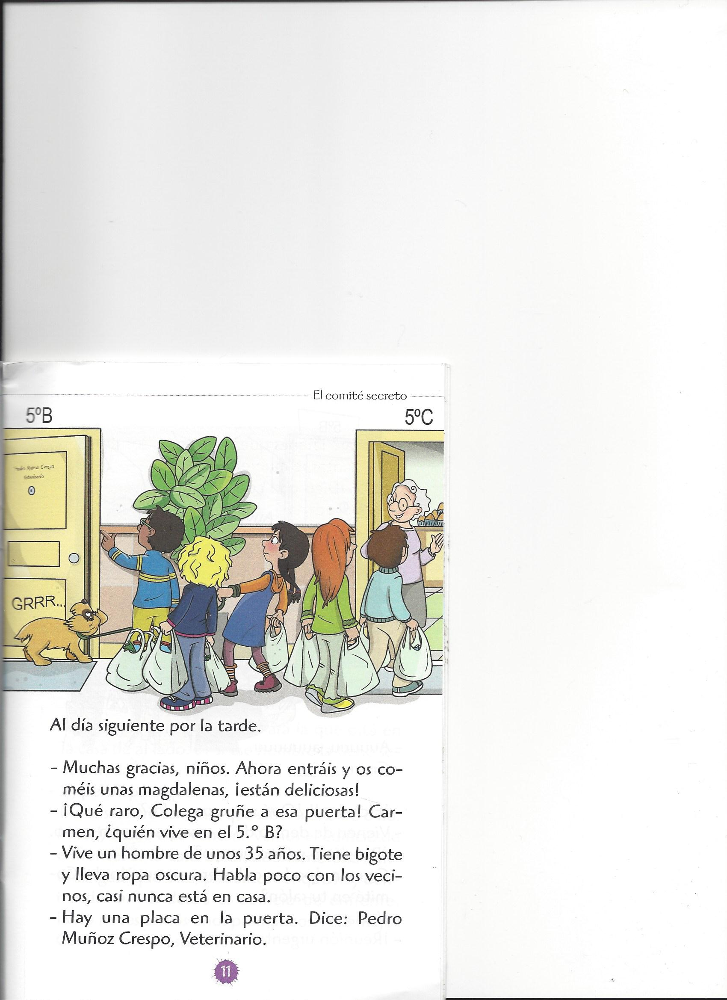 El comité secreto
5ºB
5ºC
Pedro Muñoz Crespo
Veterinario
GRRR...
Al día siguiente por la tarde.
– Muchas gracias, niños. Ahora entráis y os co-
méis unas magdalenas, ¡están deliciosas!
– ¡Qué raro, Colega gruñe a esa puerta! Car-
men, ¿quién vive en el 5.º B?
– Vive un hombre de unos 35 años. Tiene bigote
y lleva ropa oscura. Habla poco con los veci-
nos, casi nunca está en casa.
– Hay una placa en la puerta. Dice: Pedro
Muñoz Crespo, Veterinario.
11